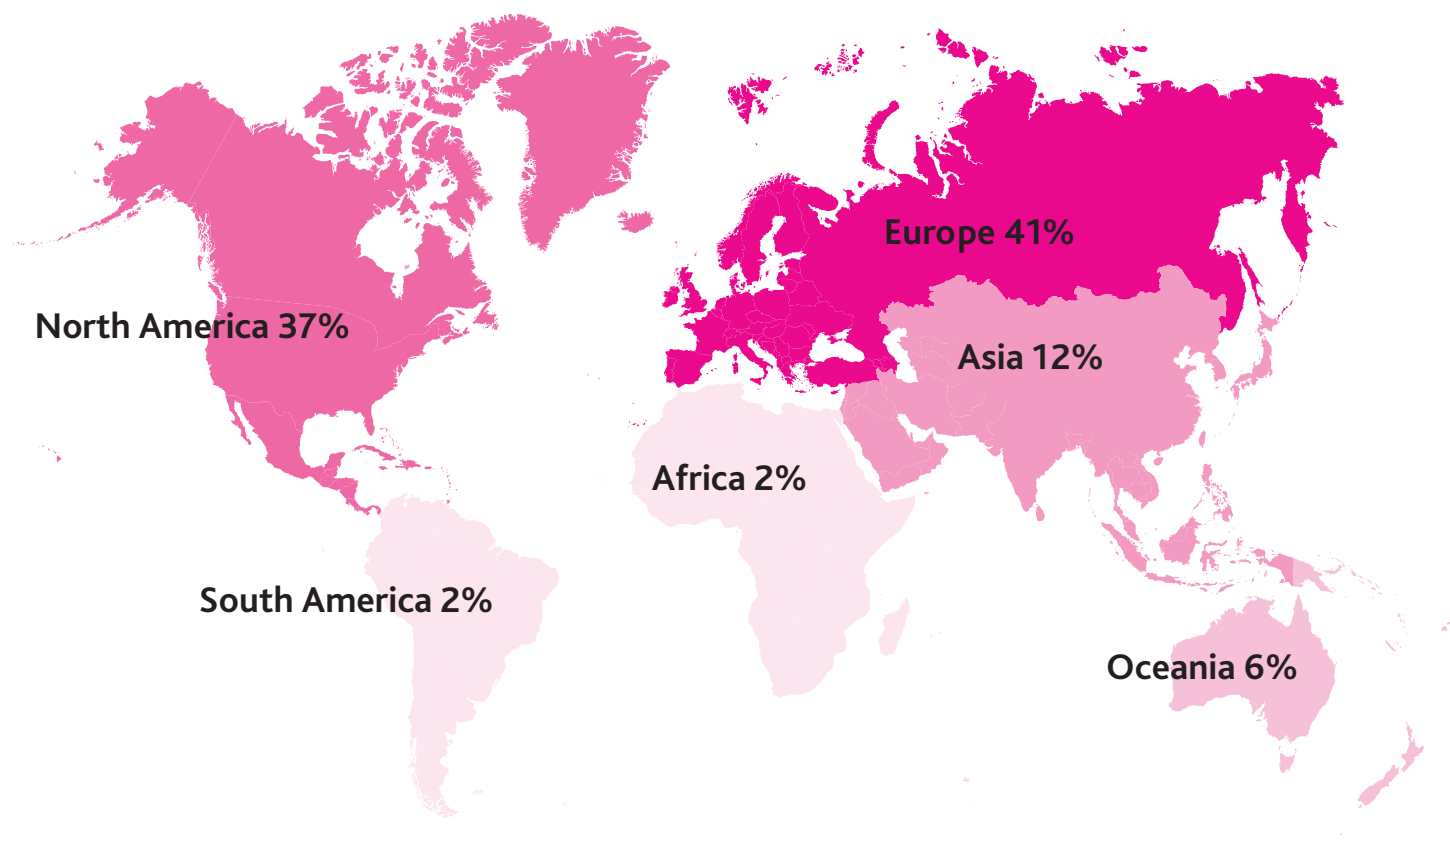 Europe 41%
North America 37%
Asia 12%
Africa 2%
South America 2%
Oceania 6%